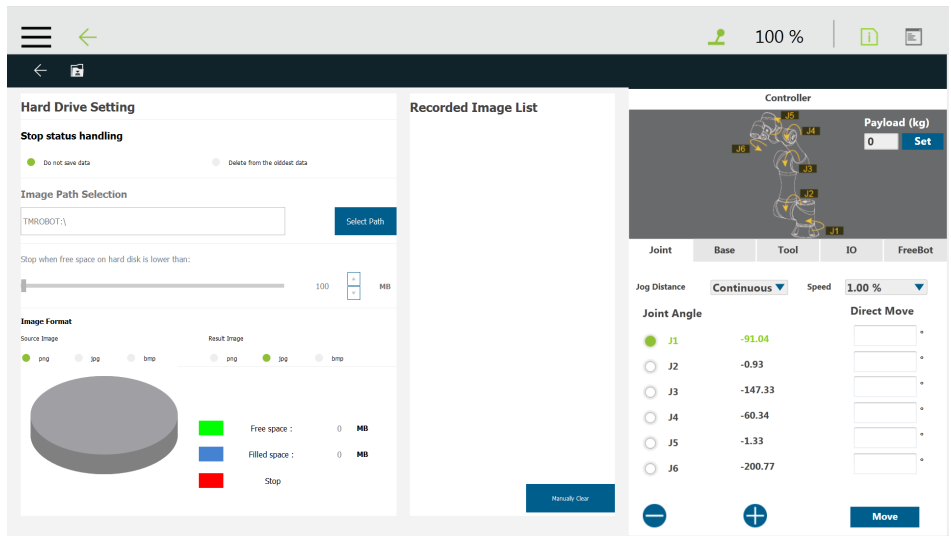 100 %
Hard Drive Setting
Stop status handling
Do not save data
Delete from the olddest data
Image Path Selection
TMROBOT:\
Select Path
Stop when free space on hard disk is lower than:
100
MB
Image Format
Source Image
Result Image
png
jpg
bmp
png
jpg
bmp
Free space :
0 MB
Filled space :
0 MB
Stop
Recorded Image List
Manually Clear
Controller
J5
J4
J6
J3
J2
J1
Payload (kg)
0
Set
Joint
Base
Tool
IO
FreeBot
Jog Distance
Continuous
Speed
1.00 %
Joint Angle
Direct Move
J1 -91.04 °
J2 -0.93 °
J3 -147.33 °
J4 -60.34 °
J5 -1.33 °
J6 -200.77 °
Move